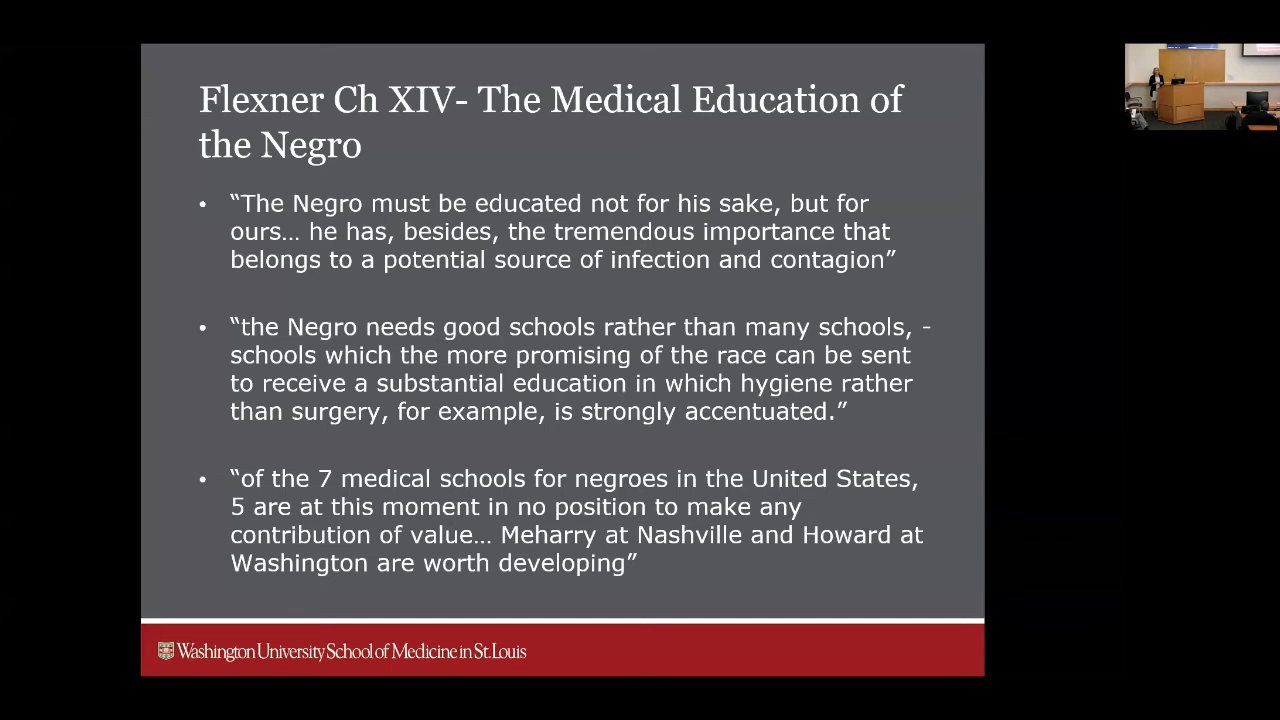 Flexner Ch XIV- The Medical Education of
the Negro
• “The Negro must be educated not for his sake, but for
ours… he has, besides, the tremendous importance that
belongs to a potential source of infection and contagion”
• “the Negro needs good schools rather than many schools, -
schools which the more promising of the race can be sent
to receive a substantial education in which hygiene rather
than surgery, for example, is strongly accentuated.”
• “of the 7 medical schools for negroes in the United States,
5 are at this moment in no position to make any
contribution of value… Meharry at Nashville and Howard at
Washington are worth developing”
Washington University School of Medicine in St. Louis